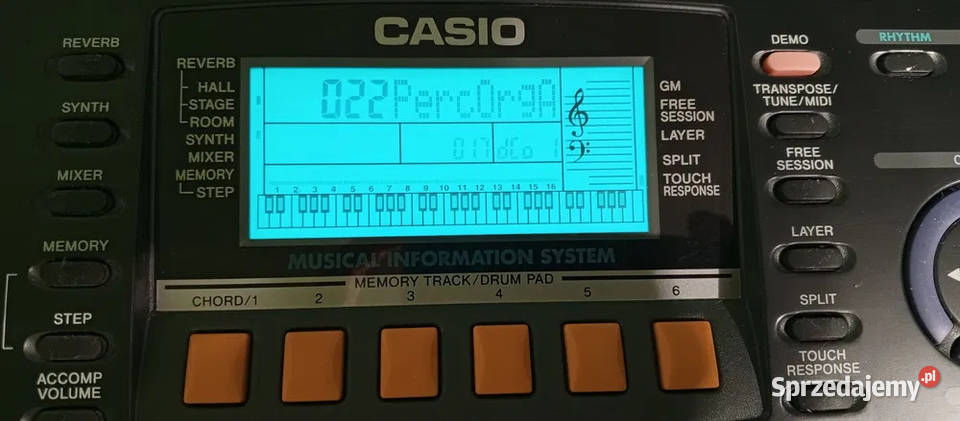 CASIO
REVERB
SYNTH
MIXER
MEMORY
STEP
ACCOMP
VOLUME
REVERB
HALL
STAGE
ROOM
SYNTH
MIXER
MEMORY
STEP
022PercOrgA
017
1 2 3 4 5 6 7 8 9 10 11 12 13 14 15 16
GM
FREE
SESSION
LAYER
SPLIT
TOUCH
RESPONSE
MUSICAL INFORMATION SYSTEM
MEMORY TRACK/DRUM PAD
CHORD/1 2 3 4 5 6
DEMO
RHYTHM
TRANSPOSE/
TUNE/MIDI
FREE
SESSION
LAYER
SPLIT
TOUCH
RESPONSE
Sprzedajemy.pl